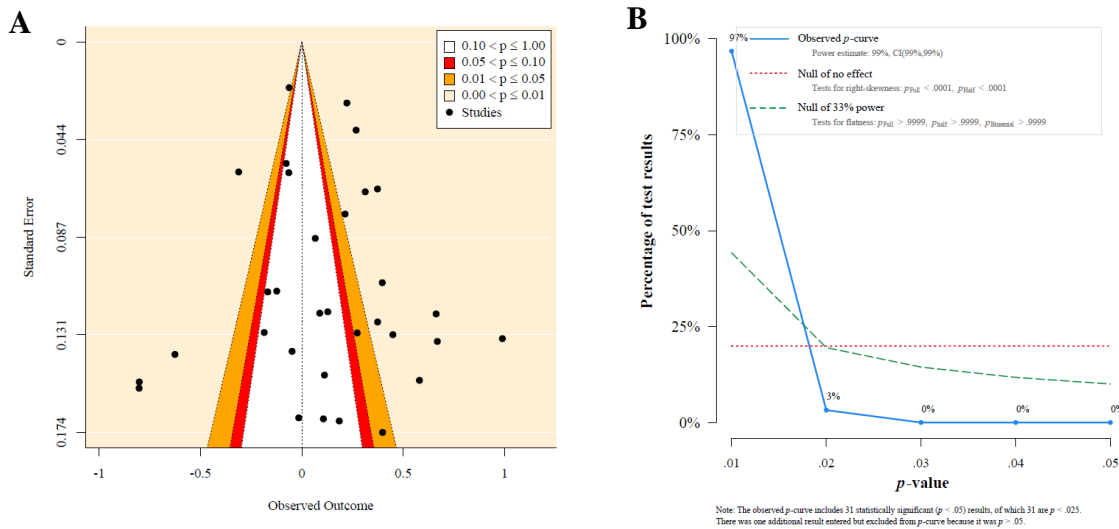 A
0
0.044
0.087
0.131
0.174
Standard Error
-1
-0.5
0
0.5
1
Observed Outcome
0.10 < p ≤ 1.00
0.05 < p ≤ 0.10
0.01 < p ≤ 0.05
0.00 < p ≤ 0.01
Studies
B
100%
75%
50%
25%
0%
Percentage of test results
97%
3%
0%
0%
0%
Observed p-curve
Power estimate: 99%, CI(99%,99%)
Null of no effect
Tests for right-skewness: pFull < .0001, pHalf < .0001
Null of 33% power
Tests for flatness: pFull > .9999, phalf > .9999, pBinomial > .9999
.01
.02
.03
.04
.05
p-value
Note: The observed p-curve includes 31 statistically significant (p < .05) results, of which 31 are p < .025.
There was one additional result entered but excluded from p-curve because it was p > .05.